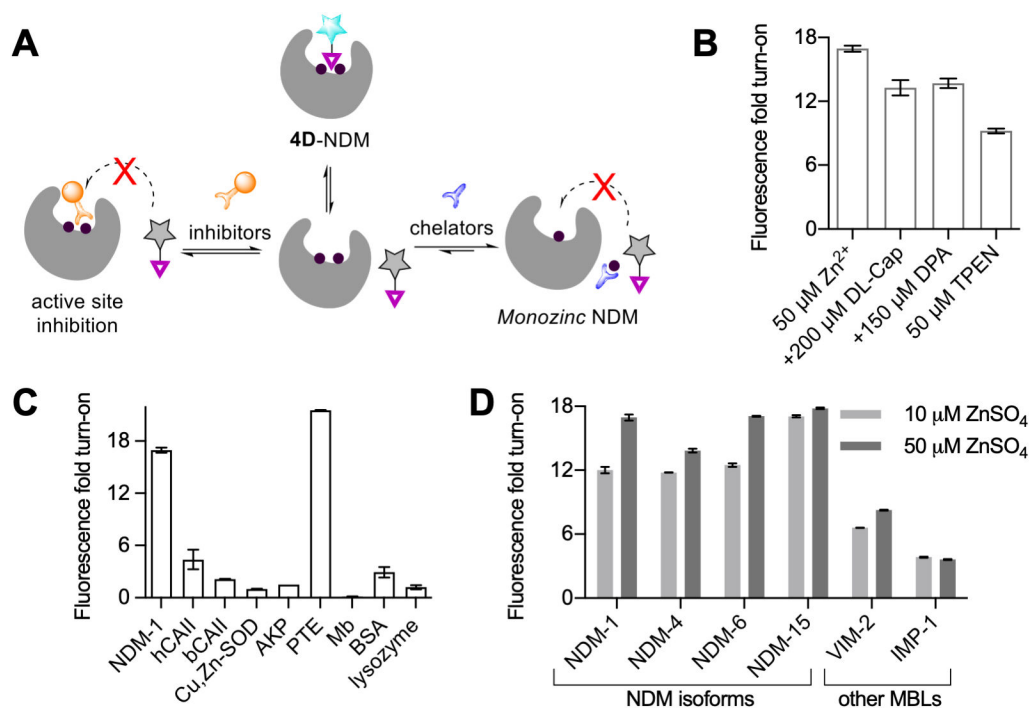 A
4D-NDM
inhibitors
chelators
active site
inhibition
Monozinc NDM
X
X
B
Fluorescence fold turn-on
18
12
6
0
50 μM Zn²⁺
+200 μM DL-Cap
+150 μM DPA
50 μM TPEN
C
Fluorescence fold turn-on
18
6
0
NDM-1
hCAII
bCAII
Cu,Zn-SOD
AKP
PTE
Mb
BSA
lysozyme
D
Fluorescence fold turn-on
18
12
6
0
10 μM ZnSO₄
50 μM ZnSO₄
NDM-1
NDM-4
NDM-6
NDM-15
VIM-2
IMP-1
NDM isoforms
other MBLs